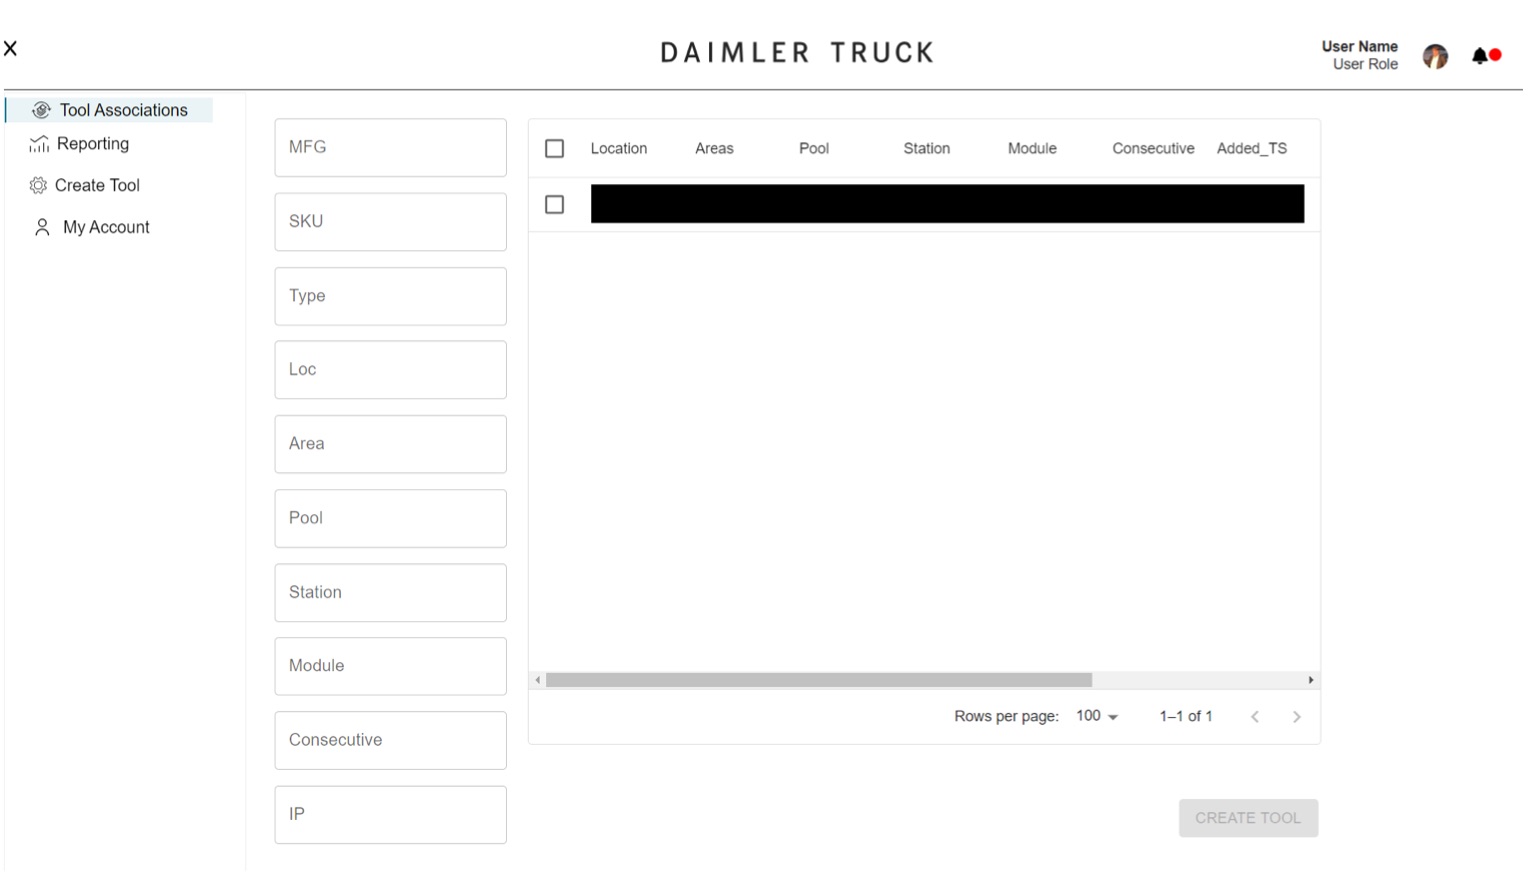 DAIMLER TRUCK
User Name
User Role
Tool Associations
Reporting
Create Tool
My Account
MFG
SKU
Type
Loc
Area
Pool
Station
Module
Consecutive
IP
Location Areas Pool Station Module Consecutive Added_TS
Rows per page: 100 1–1 of 1
CREATE TOOL